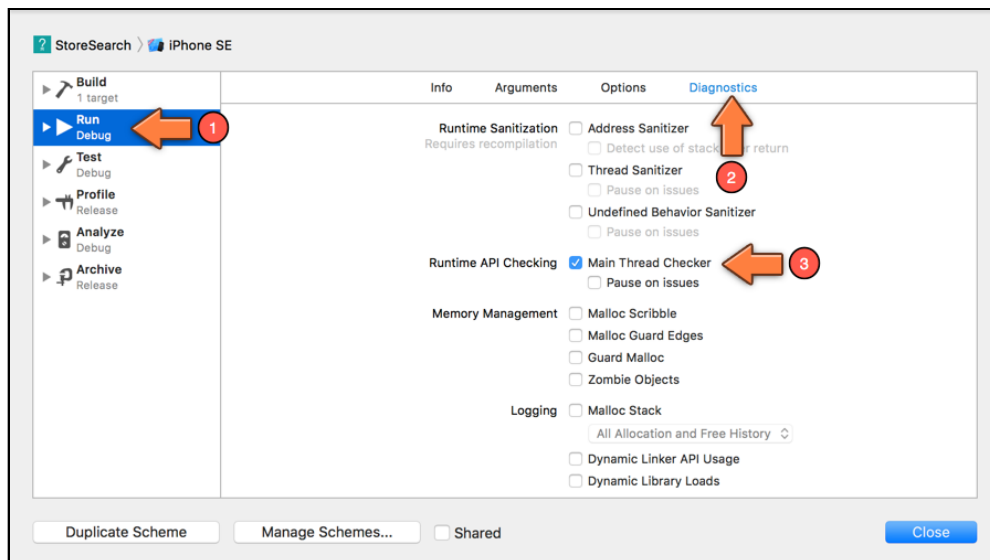 ? StoreSearch 〉 iPhone SE
Build
1 target
Run
Debug
1
Test
Debug
Profile
Release
Analyze
Debug
Archive
Release
Info Arguments Options Diagnostics
2
Runtime Sanitization Address Sanitizer
Requires recompilation Detect use of stack return
Thread Sanitizer
Pause on issues
Undefined Behavior Sanitizer
Pause on issues
Runtime API Checking Main Thread Checker
3
Pause on issues
Memory Management Malloc Scribble
Malloc Guard Edges
Guard Malloc
Zombie Objects
Logging Malloc Stack
All Allocation and Free History
Dynamic Linker API Usage
Dynamic Library Loads
Duplicate Scheme Manage Schemes... Shared Close